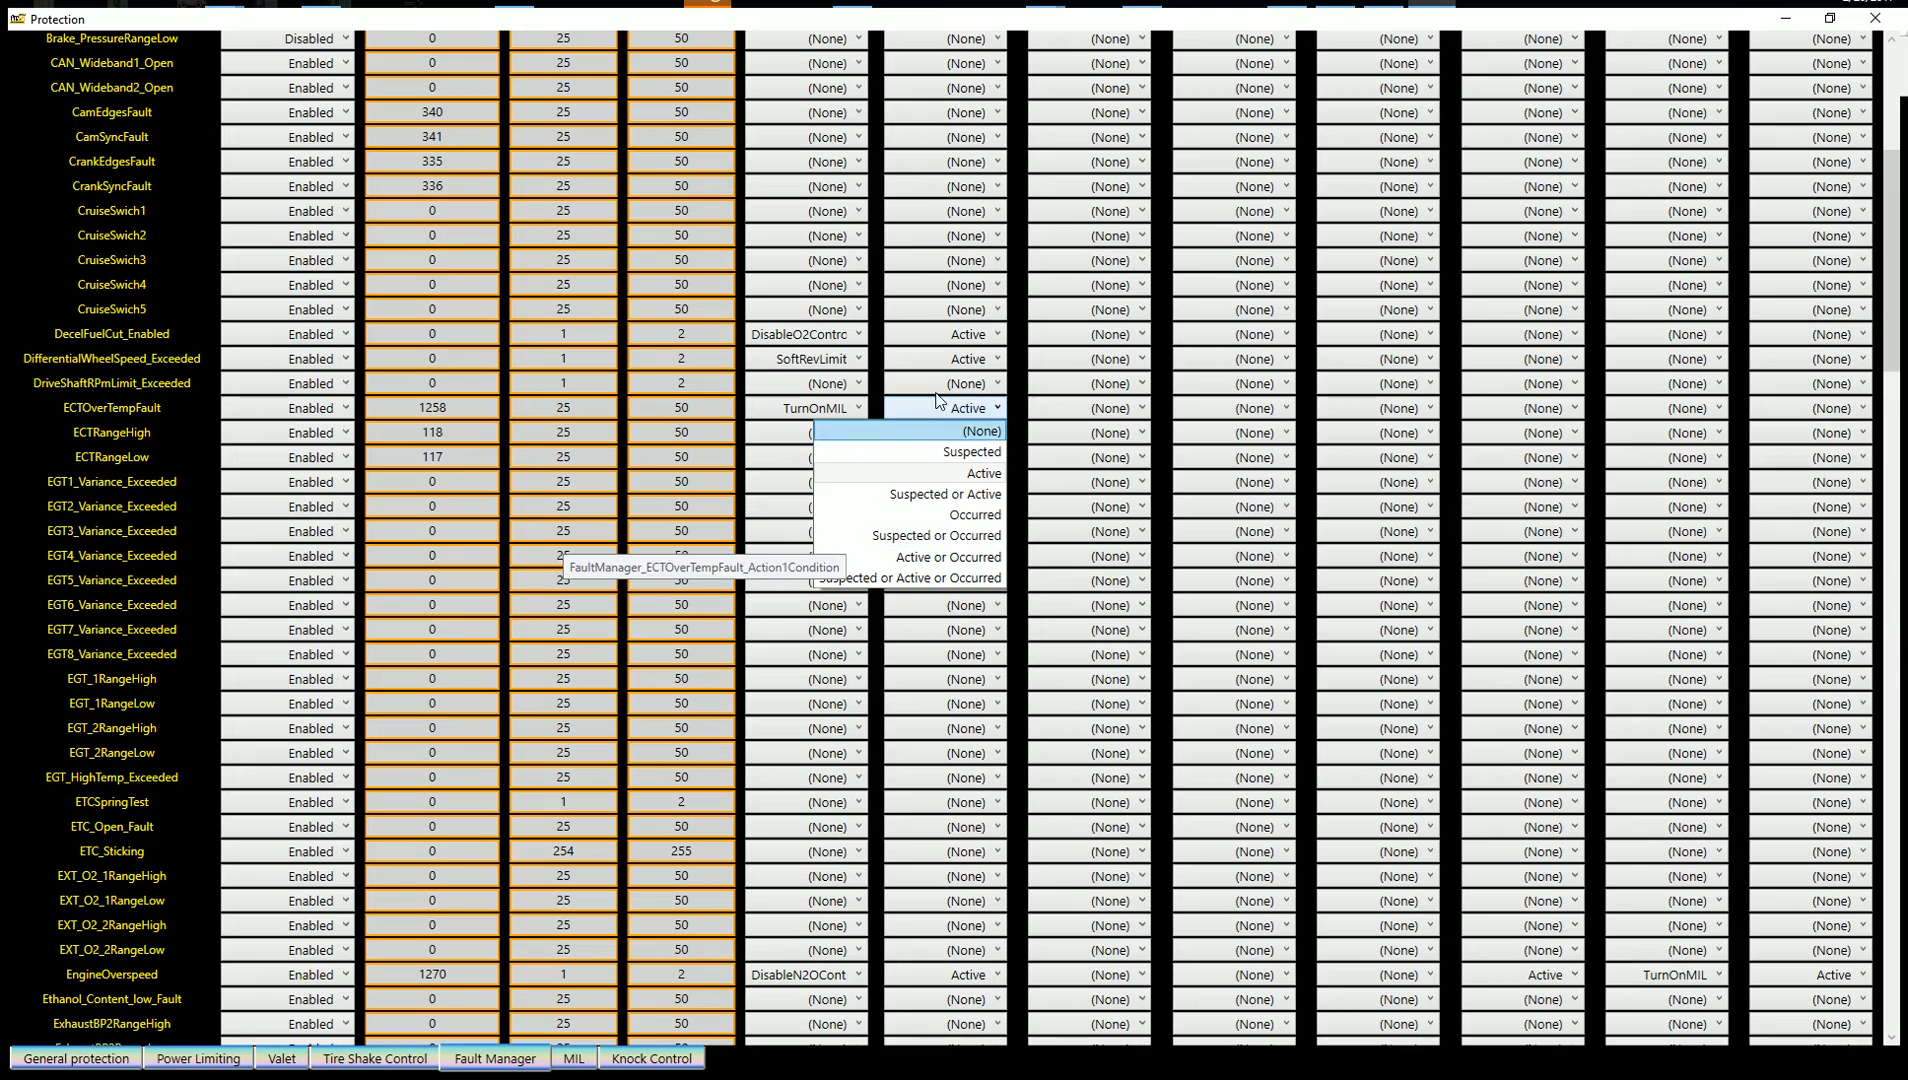 Protection
Brake_PressureRangeLow Disabled 0 25 50 (None) (None) (None) (None) (None) (None) (None) (None)
CAN_Wideband1_Open Enabled 0 25 50 (None) (None) (None) (None) (None) (None) (None) (None)
CAN_Wideband2_Open Enabled 0 25 50 (None) (None) (None) (None) (None) (None) (None) (None)
CamEdgesFault Enabled 340 25 50 (None) (None) (None) (None) (None) (None) (None) (None)
CamSyncFault Enabled 341 25 50 (None) (None) (None) (None) (None) (None) (None) (None)
CrankEdgesFault Enabled 335 25 50 (None) (None) (None) (None) (None) (None) (None) (None)
CrankSyncFault Enabled 336 25 50 (None) (None) (None) (None) (None) (None) (None) (None)
CruiseSwich1 Enabled 0 25 50 (None) (None) (None) (None) (None) (None) (None) (None)
CruiseSwich2 Enabled 0 25 50 (None) (None) (None) (None) (None) (None) (None) (None)
CruiseSwich3 Enabled 0 25 50 (None) (None) (None) (None) (None) (None) (None) (None)
CruiseSwich4 Enabled 0 25 50 (None) (None) (None) (None) (None) (None) (None) (None)
CruiseSwich5 Enabled 0 25 50 (None) (None) (None) (None) (None) (None) (None) (None)
DecelFuelCut_Enabled Enabled 0 1 2 DisableO2Contrc Active (None) (None) (None) (None) (None) (None)
DifferentialWheelSpeed_Exceeded Enabled 0 1 2 SoftRevLimit Active (None) (None) (None) (None) (None) (None)
DriveShaftRPmLimit_Exceeded Enabled 0 1 2 (None) (None) (None) (None) (None) (None) (None) (None)
ECTOverTempFault Enabled 1258 25 50 TurnOnMIL Active (None) (None) (None) (None) (None) (None)
ECTRangeHigh Enabled 118 25 50 ( (None) (None) (None) (None) (None) (None) (None)
ECTRangeLow Enabled 117 25 50 ( Suspected (None) (None) (None) (None) (None) (None)
EGT1_Variance_Exceeded Enabled 0 25 50 ( Active (None) (None) (None) (None) (None) (None)
EGT2_Variance_Exceeded Enabled 0 25 50 ( Suspected or Active (None) (None) (None) (None) (None) (None)
Occurred
EGT3_Variance_Exceeded Enabled 0 25 50 ( Suspected or Occurred (None) (None) (None) (None) (None) (None)
EGT4_Variance_Exceeded Enabled 0 25 50 ( Active or Occurred (None) (None) (None) (None) (None) (None)
FaultManager_ECTOverTempFault_Action1Condition
EGT5_Variance_Exceeded Enabled 0 25 50 Suspected or Active or Occurred (None) (None) (None) (None) (None) (None)
EGT6_Variance_Exceeded Enabled 0 25 50 (None) (None) (None) (None) (None) (None) (None) (None)
EGT7_Variance_Exceeded Enabled 0 25 50 (None) (None) (None) (None) (None) (None) (None) (None)
EGT8_Variance_Exceeded Enabled 0 25 50 (None) (None) (None) (None) (None) (None) (None) (None)
EGT_1RangeHigh Enabled 0 25 50 (None) (None) (None) (None) (None) (None) (None) (None)
EGT_1RangeLow Enabled 0 25 50 (None) (None) (None) (None) (None) (None) (None) (None)
EGT_2RangeHigh Enabled 0 25 50 (None) (None) (None) (None) (None) (None) (None) (None)
EGT_2RangeLow Enabled 0 25 50 (None) (None) (None) (None) (None) (None) (None) (None)
EGT_HighTemp_Exceeded Enabled 0 25 50 (None) (None) (None) (None) (None) (None) (None) (None)
ETCSpringTest Enabled 0 1 2 (None) (None) (None) (None) (None) (None) (None) (None)
ETC_Open_Fault Enabled 0 25 50 (None) (None) (None) (None) (None) (None) (None) (None)
ETC_Sticking Enabled 0 254 255 (None) (None) (None) (None) (None) (None) (None) (None)
EXT_O2_1RangeHigh Enabled 0 25 50 (None) (None) (None) (None) (None) (None) (None) (None)
EXT_O2_1RangeLow Enabled 0 25 50 (None) (None) (None) (None) (None) (None) (None) (None)
EXT_O2_2RangeHigh Enabled 0 25 50 (None) (None) (None) (None) (None) (None) (None) (None)
EXT_O2_2RangeLow Enabled 0 25 50 (None) (None) (None) (None) (None) (None) (None) (None)
EngineOverspeed Enabled 1270 1 2 DisableN2OCont Active (None) (None) (None) Active TurnOnMIL Active
Ethanol_Content_low_Fault Enabled 0 25 50 (None) (None) (None) (None) (None) (None) (None) (None)
ExhaustBP2RangeHigh Enabled 0 25 50 (None) (None) (None) (None) (None) (None) (None) (None)
General protection Power Limiting Valet Tire Shake Control Fault Manager MIL Knock Control